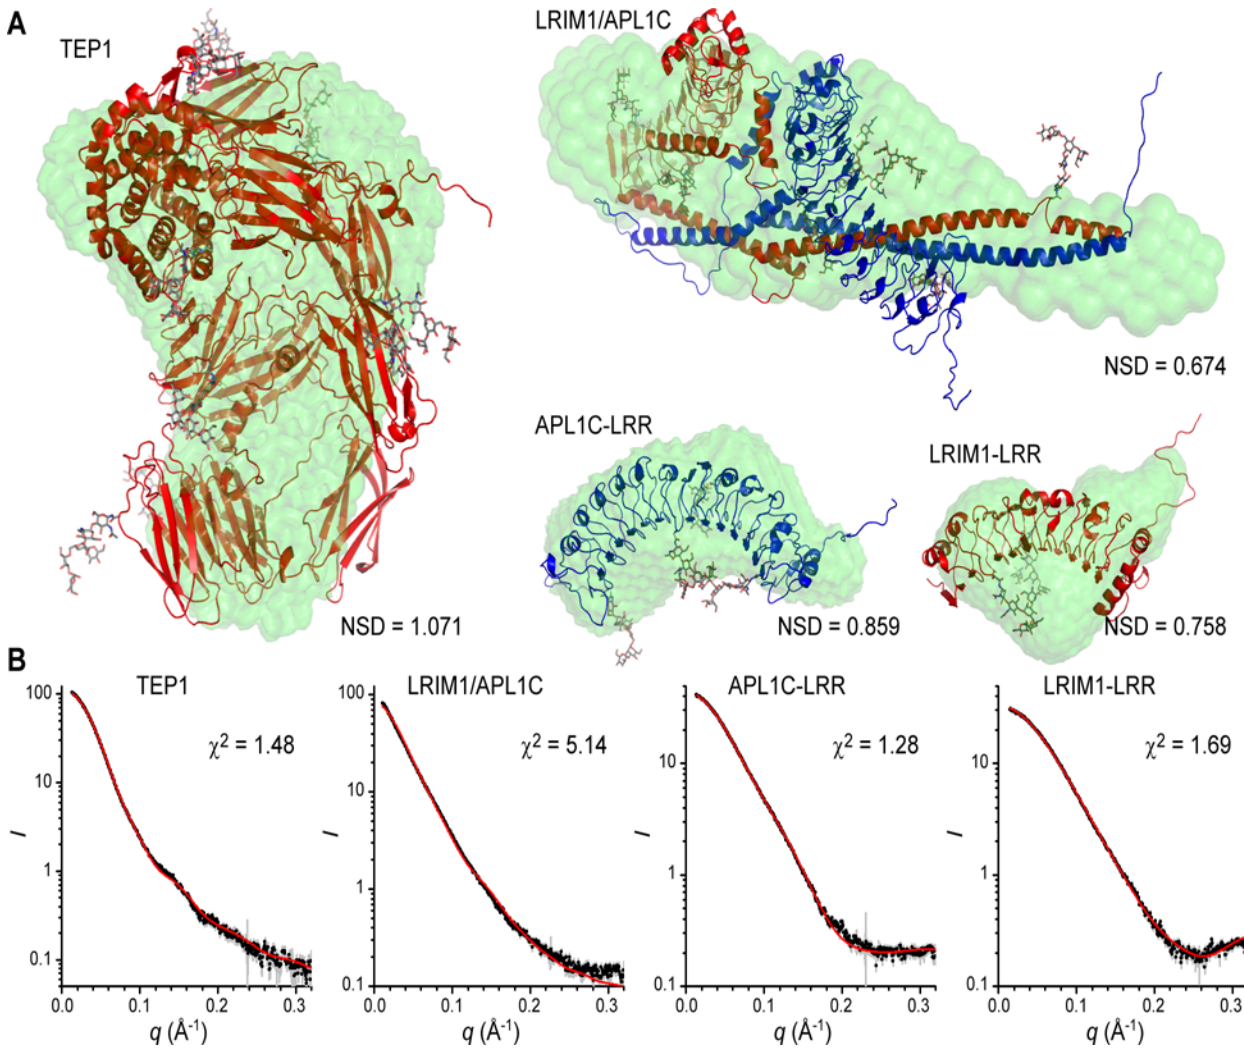 A
TEP1
LRIM1/APL1C
NSD = 0.674
APL1C-LRR
LRIM1-LRR
NSD = 1.071
NSD = 0.859
NSD = 0.758
B
TEP1
LRIM1/APL1C
APL1C-LRR
LRIM1-LRR
χ² = 1.48
χ² = 5.14
χ² = 1.28
χ² = 1.69
100
10
1
0.1
I
0.0 0.1 0.2 0.3
q (Å⁻¹)
100
10
1
0.1
I
0.0 0.1 0.2 0.3
q (Å⁻¹)
10
1
0.1
I
0.0 0.1 0.2 0.3
q (Å⁻¹)
10
1
0.1
I
0.0 0.1 0.2 0.3
q (Å⁻¹)